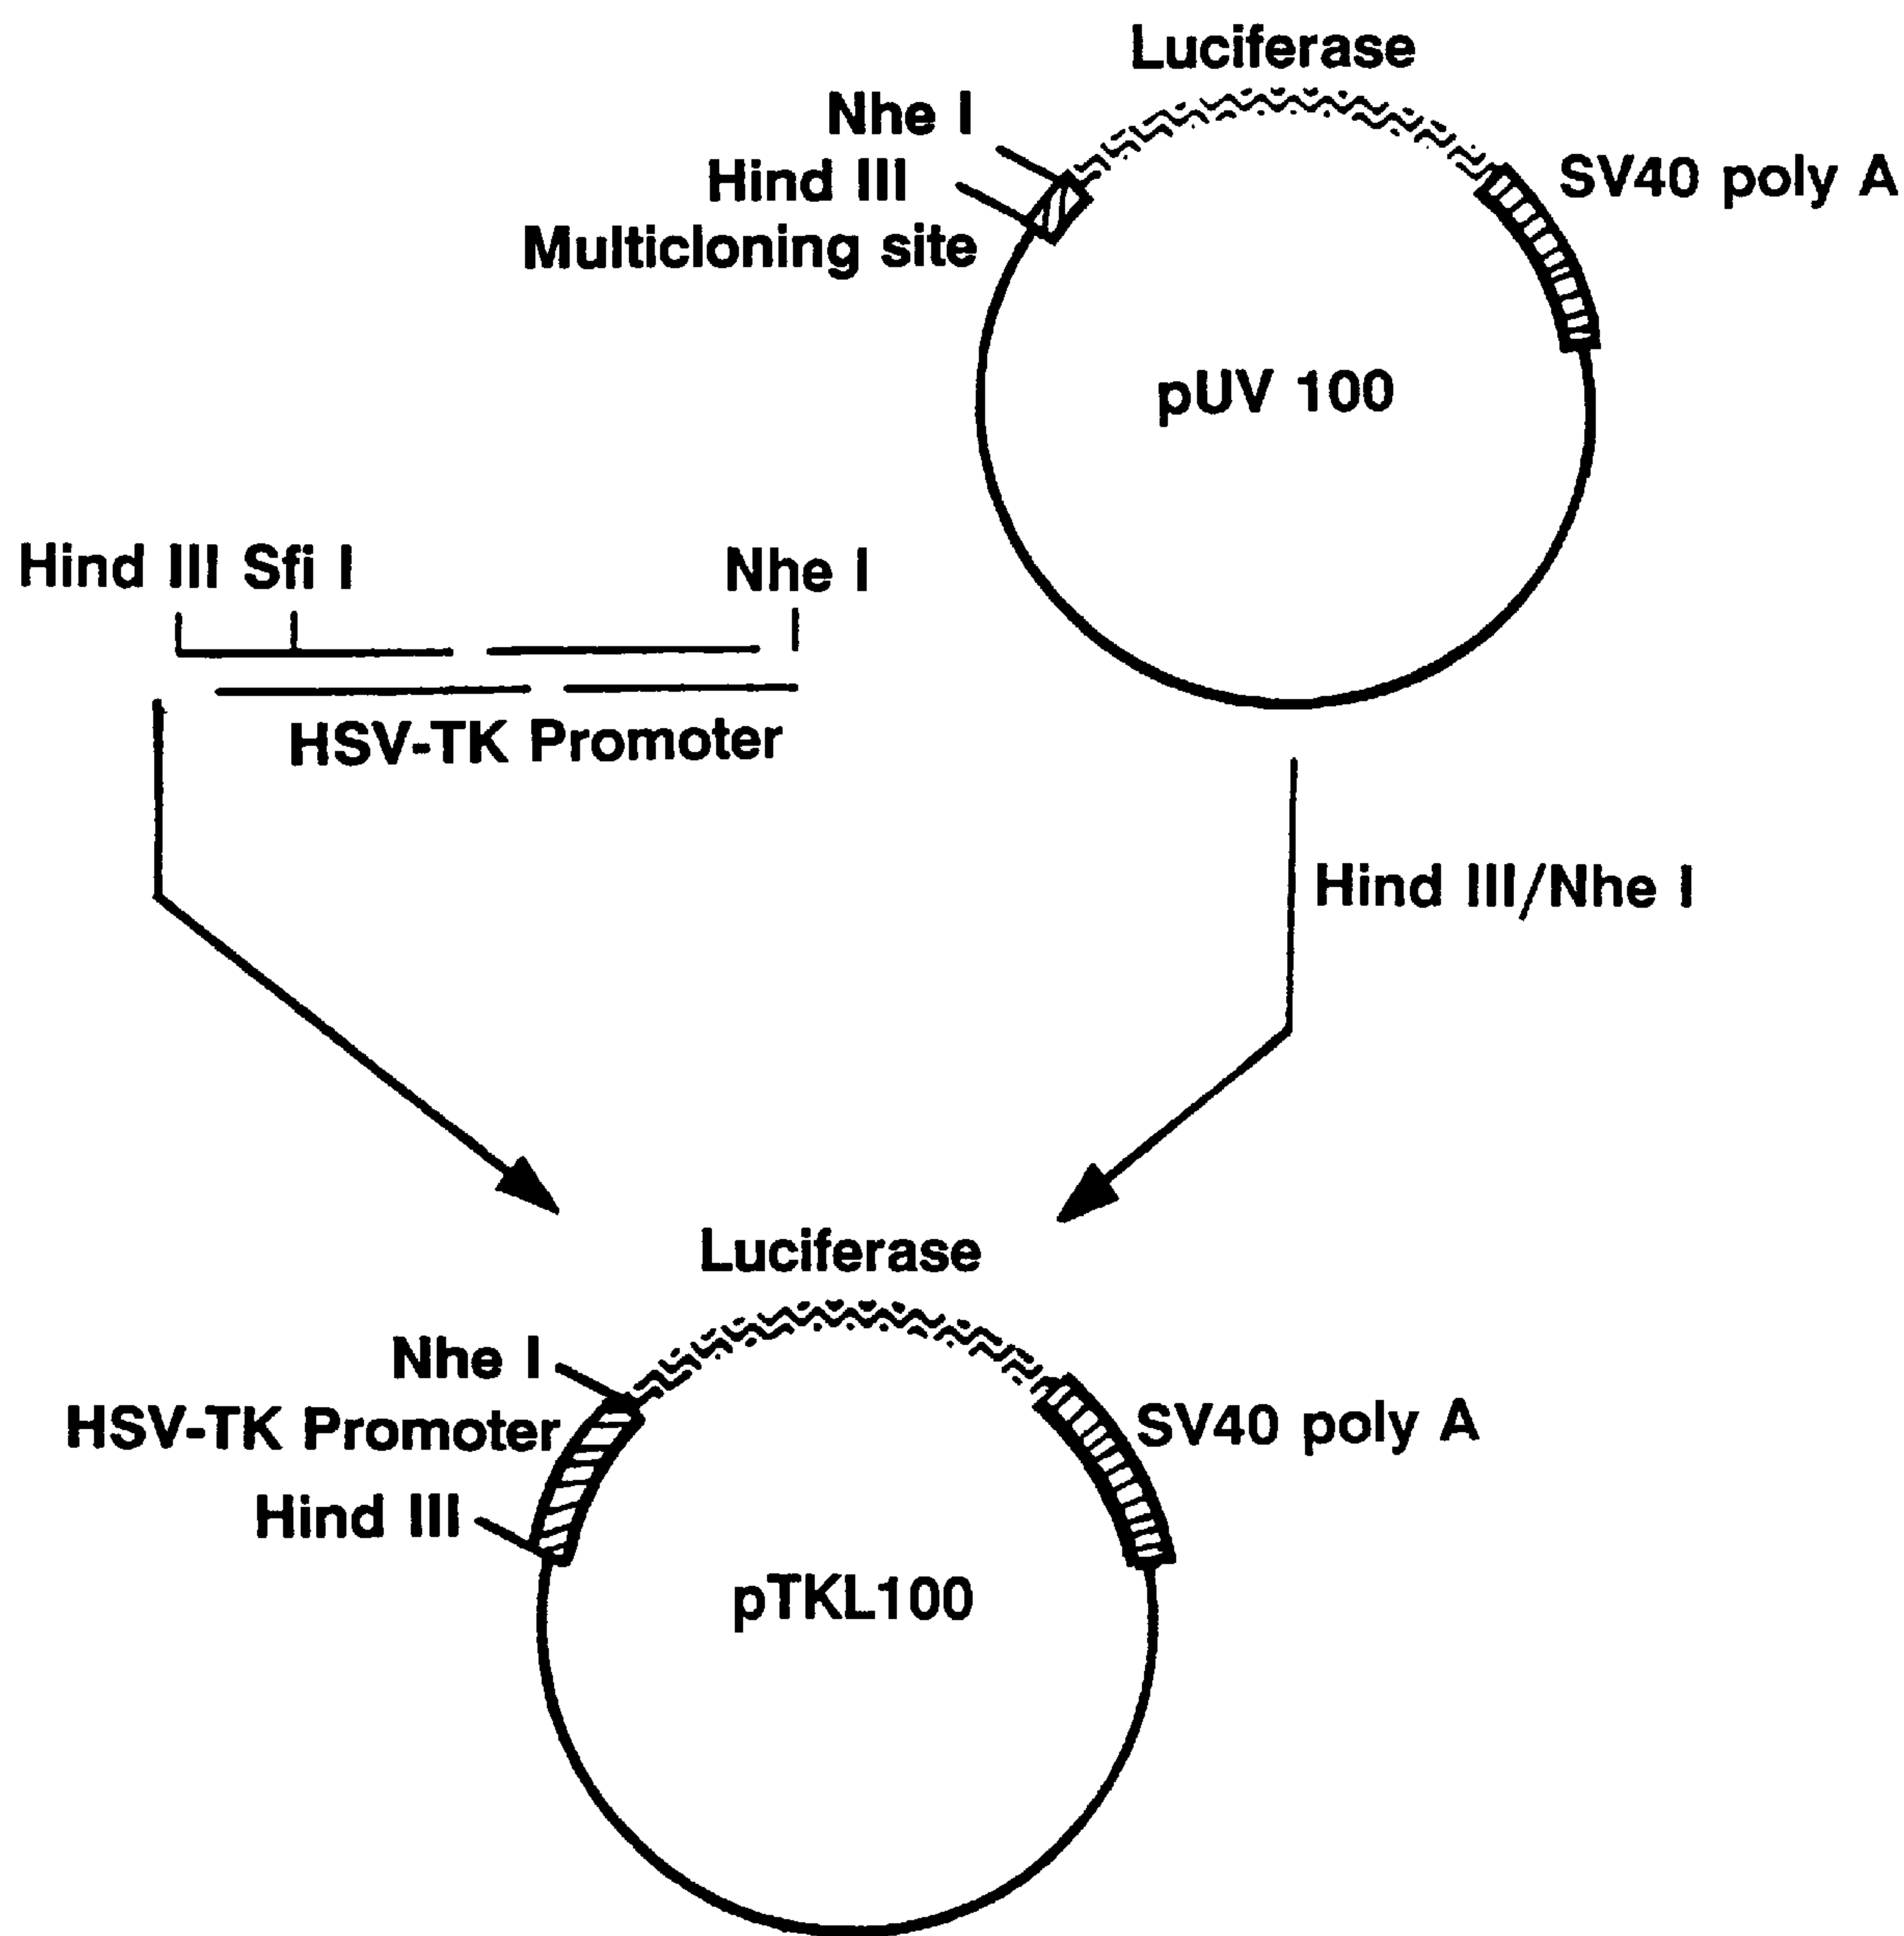 Luciferase
Nhe I
Hind III
Multicloning site
SV40 poly A
pUV 100
Hind III Sfi I
Nhe I
HSV-TK Promoter
Hind III/Nhe I
Luciferase
Nhe I
HSV-TK Promoter
Hind III
SV40 poly A
pTKL100